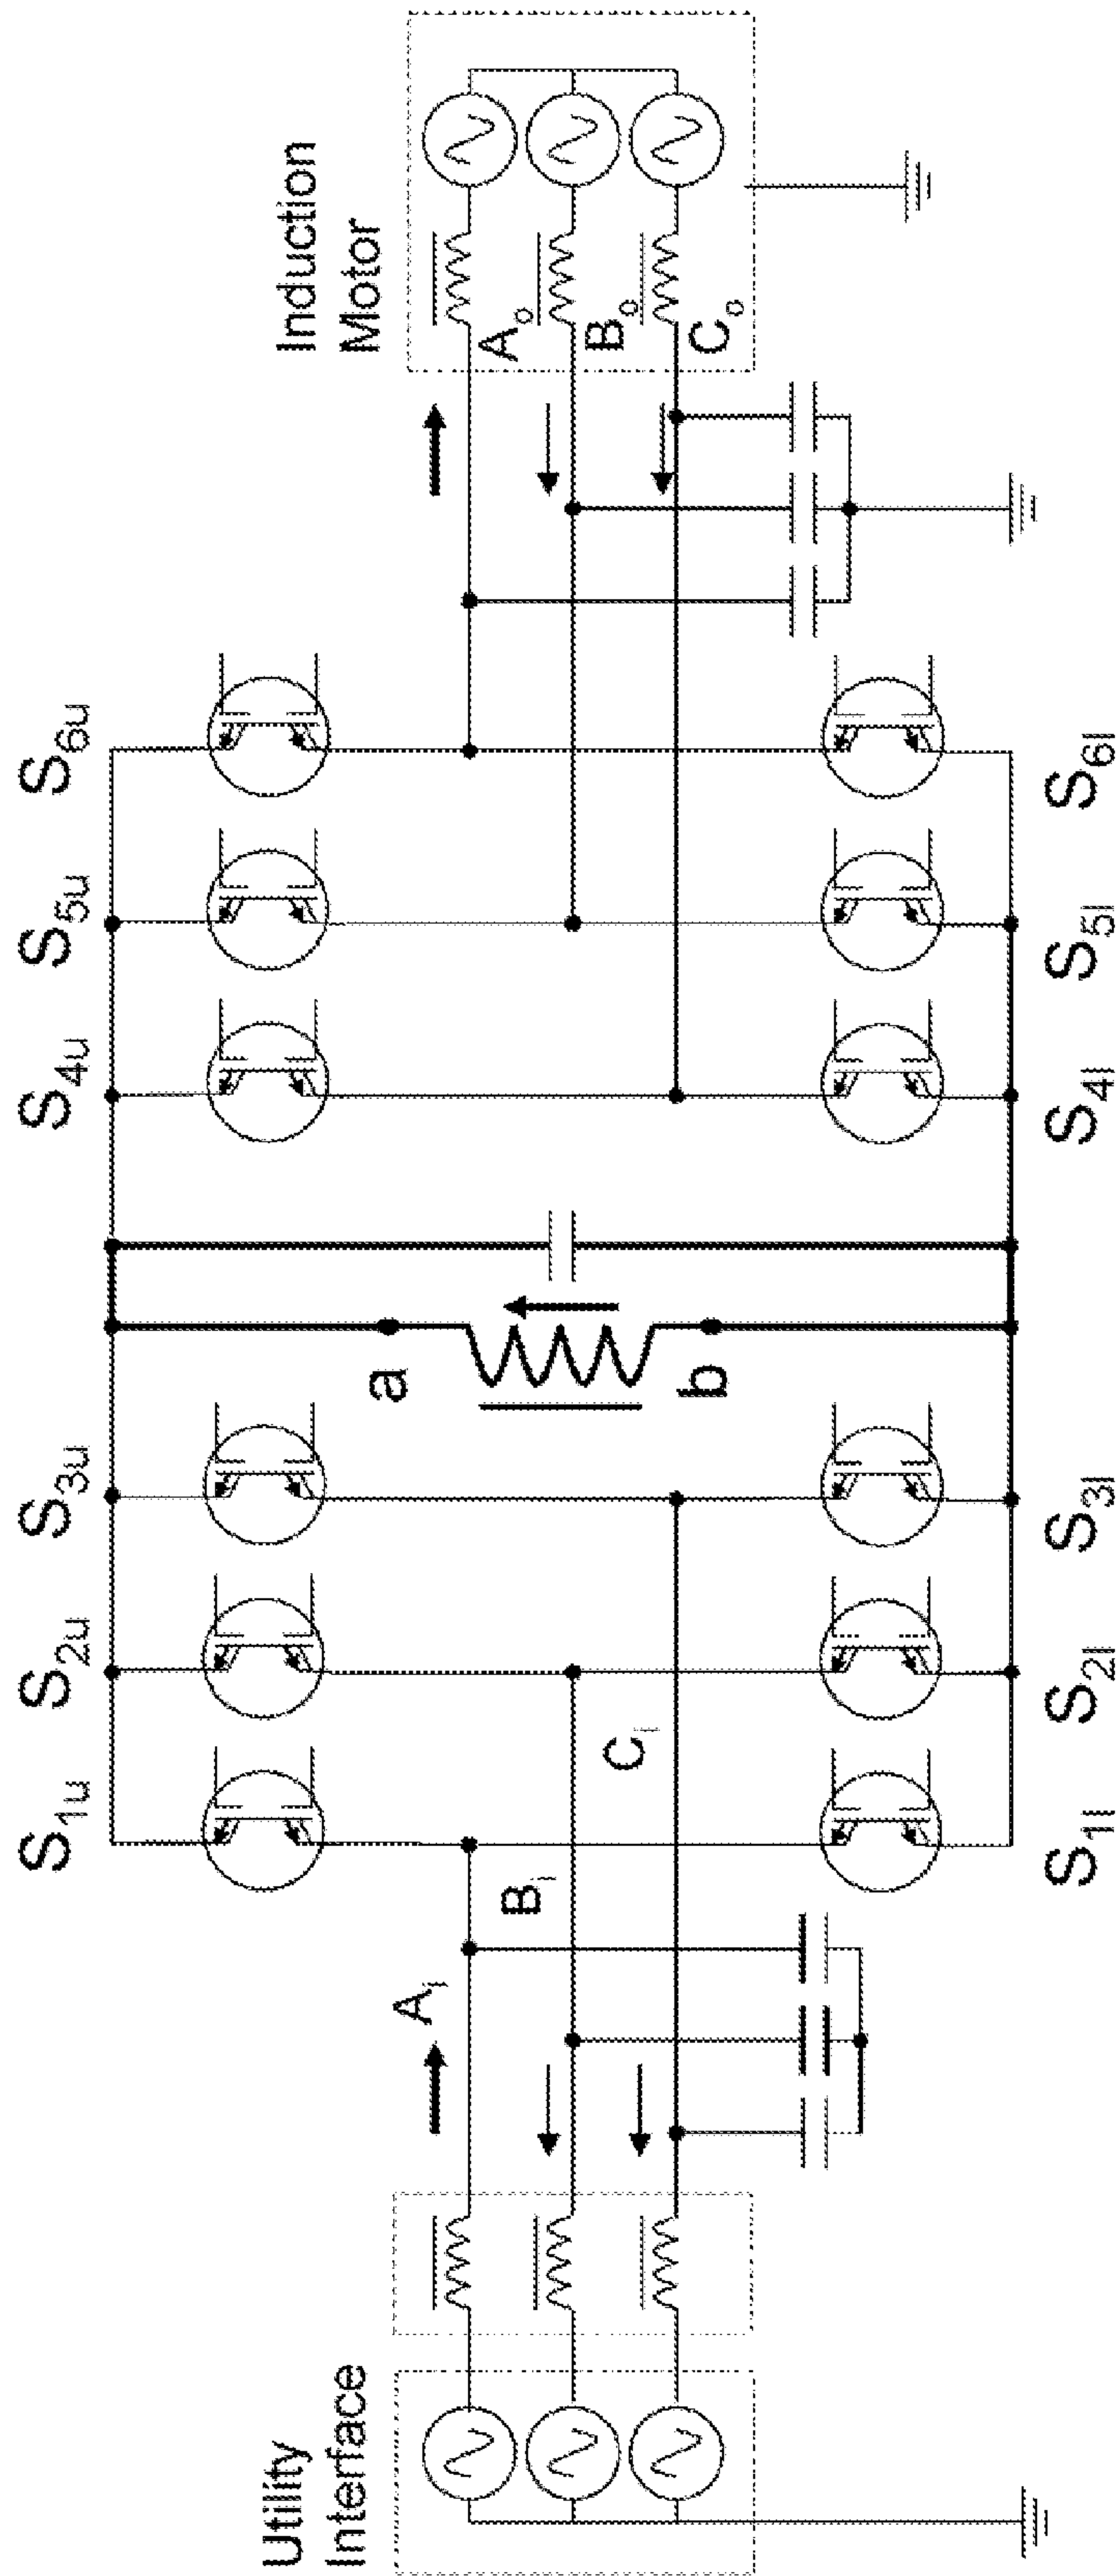 Utility
Interface
Induction
Motor
S1u
S2u
S3u
S4u
S5u
S6u
Ai
Bi
Ci
a
b
Ao
Bo
Co
S1l
S2l
S3l
S4l
S5l
S6l